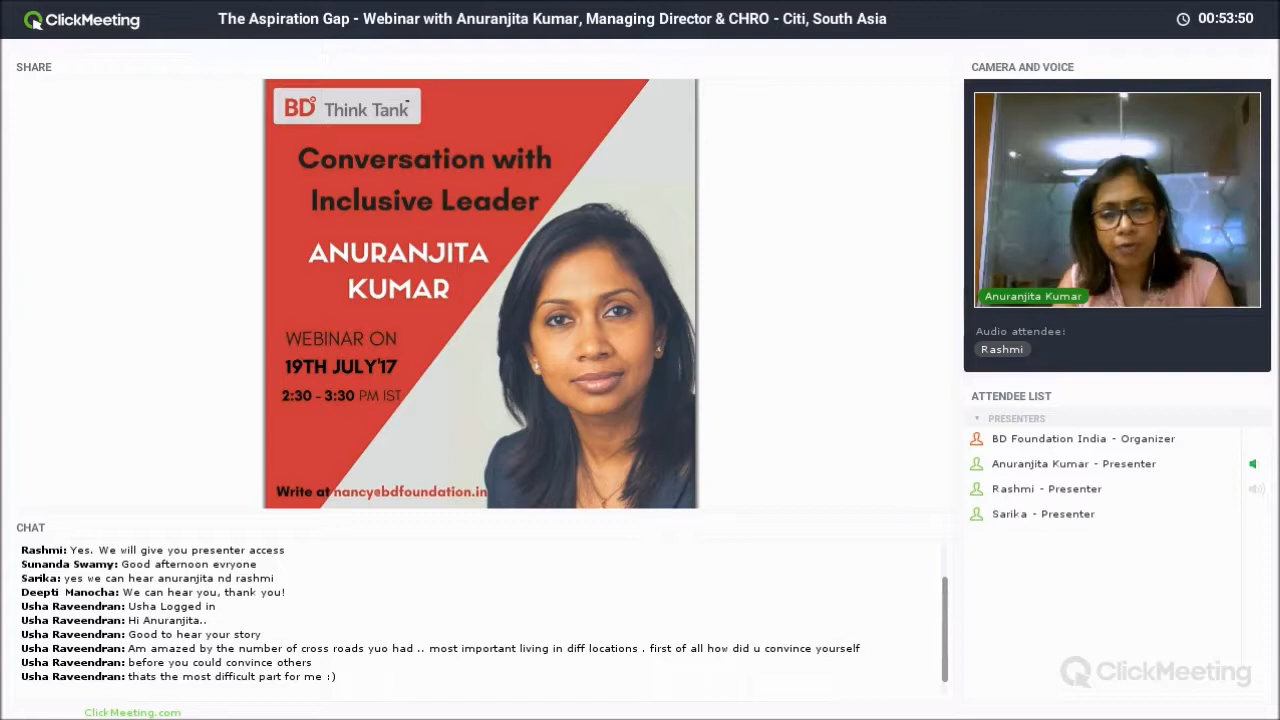 ClickMeeting
The Aspiration Gap - Webinar with Anuranjita Kumar, Managing Director & CHRO - Citi, South Asia
00:53:50
SHARE
BD Think Tank
Conversation with
Inclusive Leader
ANURANJITA
KUMAR
WEBINAR ON
19TH JULY'17
2:30 - 3:30 PM IST
Write at nancy@bdfoundation.in
CAMERA AND VOICE
Anuranjita Kumar
Audio attendee:
Rashmi
ATTENDEE LIST
PRESENTERS
BD Foundation India - Organizer
Anuranjita Kumar - Presenter
Rashmi - Presenter
Sarika - Presenter
CHAT
Rashmi: Yes. We will give you presenter access
Sunanda Swamy: Good afternoon evryone
Sarika: yes we can hear anuranjita nd rashmi
Deepti Manocha: We can hear you, thank you!
Usha Raveendran: Usha Logged in
Usha Raveendran: Hi Anuranjita..
Usha Raveendran: Good to hear your story
Usha Raveendran: Am amazed by the number of cross roads yuo had .. most important living in diff locations . first of all how did u convince yourself
Usha Raveendran: before you could convince others
Usha Raveendran: thats the most difficult part for me :)
ClickMeeting
ClickMeeting.com